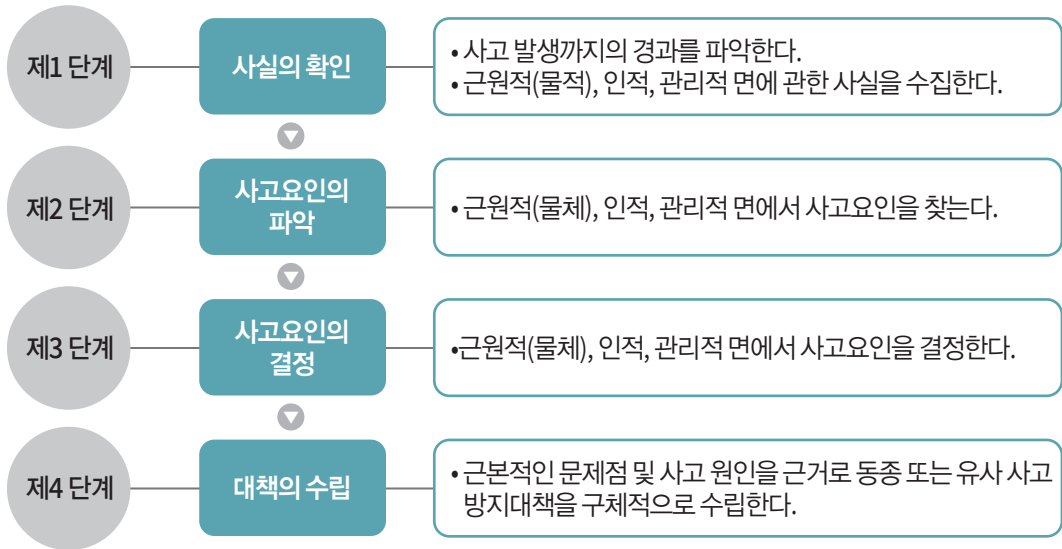 제1 단계
사실의 확인
• 사고 발생까지의 경과를 파악한다.
• 근원적(물적), 인적, 관리적 면에 관한 사실을 수집한다.
제2 단계
사고요인의
파악
• 근원적(물체), 인적, 관리적 면에서 사고요인을 찾는다.
제3 단계
사고요인의
결정
•근원적(물체), 인적, 관리적 면에서 사고요인을 결정한다.
제4 단계
대책의 수립
• 근본적인 문제점 및 사고 원인을 근거로 동종 또는 유사 사고
방지대책을 구체적으로 수립한다.